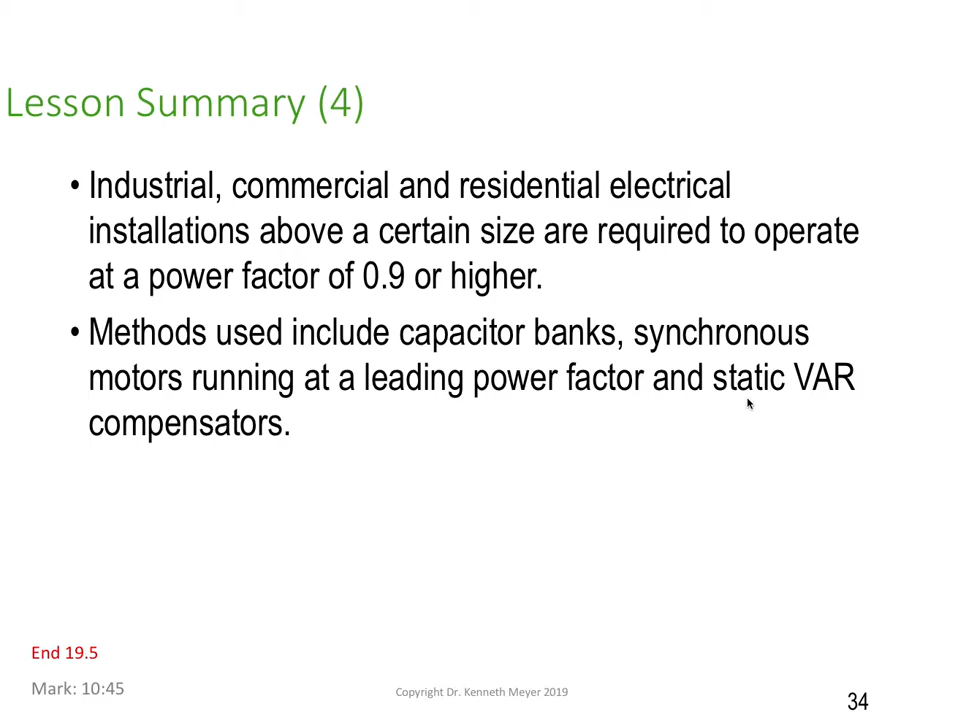 Lesson Summary (4)
• Industrial, commercial and residential electrical
installations above a certain size are required to operate
at a power factor of 0.9 or higher.
• Methods used include capacitor banks, synchronous
motors running at a leading power factor and static VAR
compensators.
End 19.5
Mark: 10:45
Copyright Dr. Kenneth Meyer 2019
34